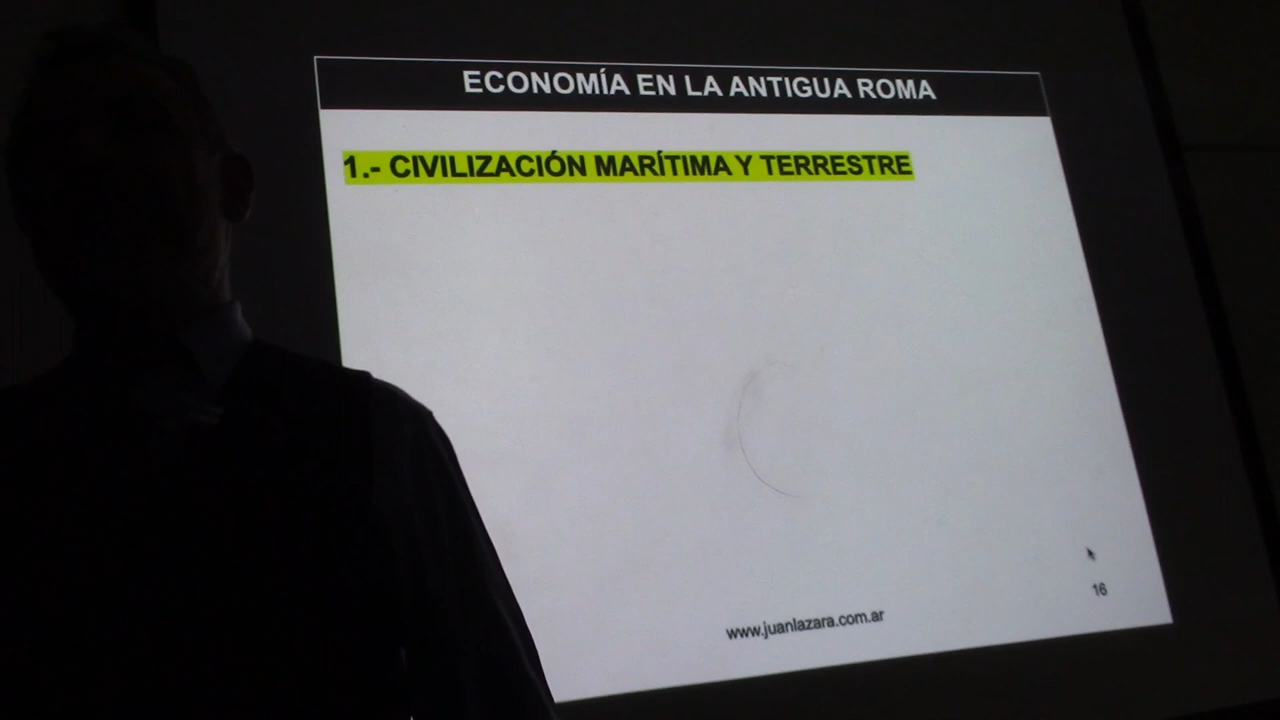 ECONOMÍA EN LA ANTIGUA ROMA
1.- CIVILIZACIÓN MARÍTIMA Y TERRESTRE
16
www.juanlazara.com.ar